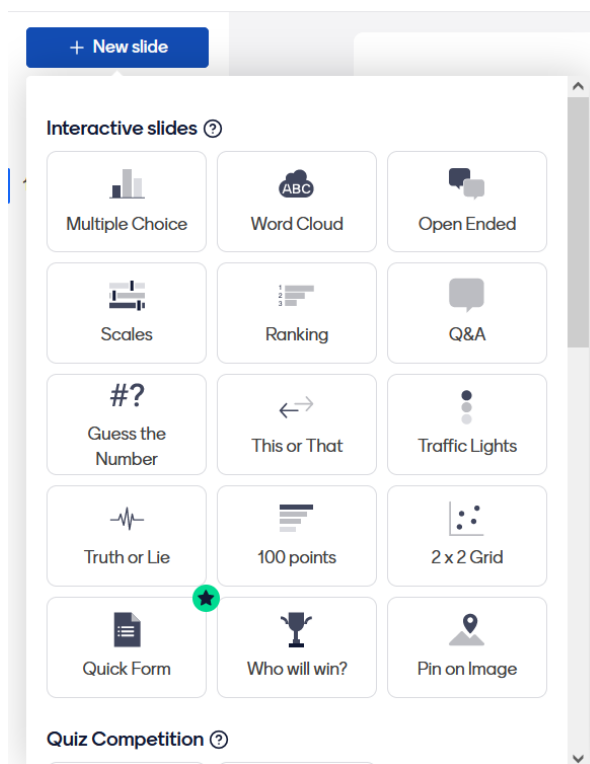 + New slide
Interactive slides ?
Multiple Choice
ABC
Word Cloud
Open Ended
Scales
1
2
3
Ranking
Q&A
#?
Guess the
Number
This or That
Traffic Lights
Truth or Lie
100 points
2 x 2 Grid
Quick Form
Who will win?
Pin on Image
Quiz Competition ?